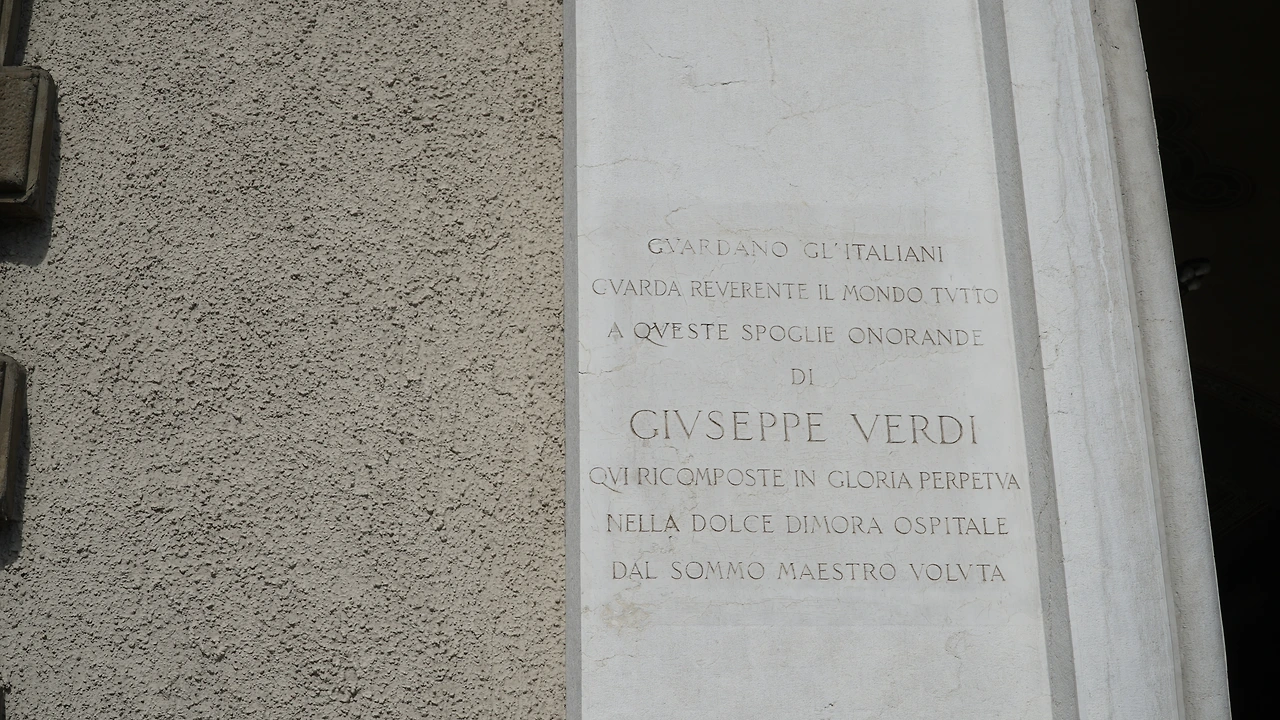 GVARDANO GL'ITALIANI
GVARDA REVERENTE IL MONDO TVTTO
A QVESTE SPOGLIE ONORANDE
DI
GIVSEPPE VERDI
QVI RICOMPOSTE IN GLORIA PERPETVA
NELLA DOLCE DIMORA OSPITALE
DAL SOMMO MAESTRO VOLVTA